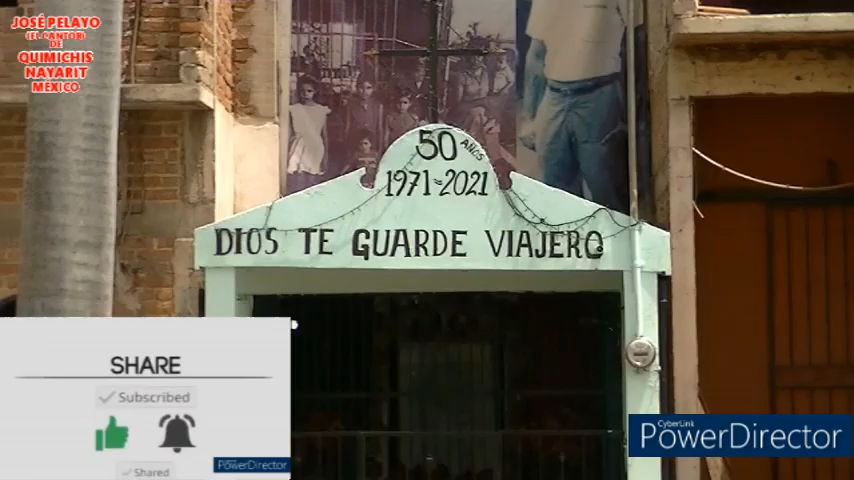 JOSÉ PELAYO
(EL CANTOR)
DE
QUIMICHIS
NAYARIT
MEXICO
50 AÑOS
1971=2021
DIOS TE GUARDE VIAJERO
SHARE
Subscribed
Shared
PowerDirector
CyberLink
PowerDirector